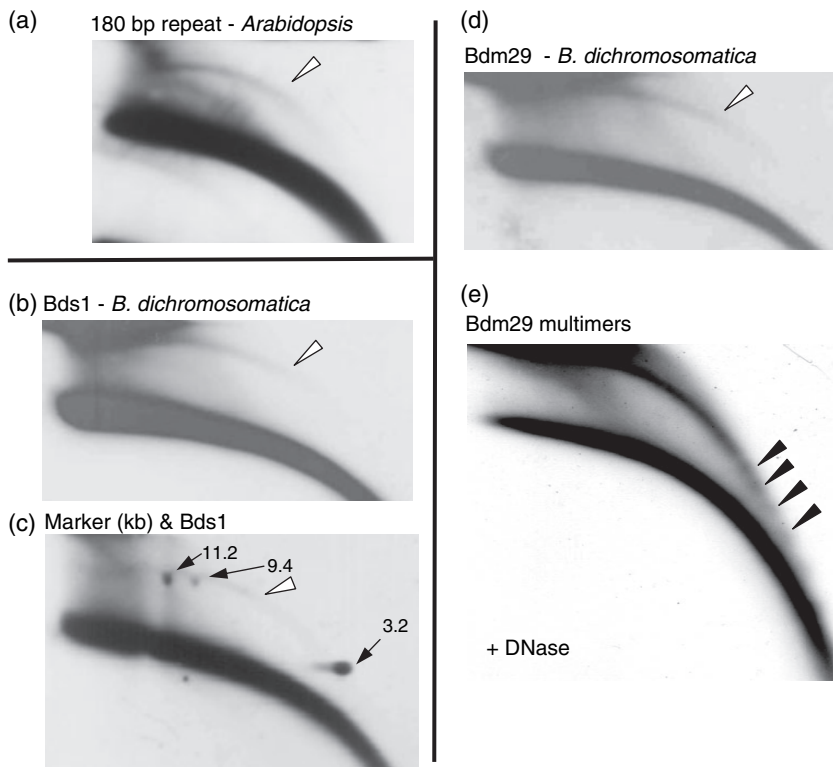 (a)
180 bp repeat - Arabidopsis
(b) Bds1 - B. dichromosomatica
(c) Marker (kb) & Bds1
11.2
9.4
3.2
(d)
Bdm29 - B. dichromosomatica
(e)
Bdm29 multimers
+ DNase